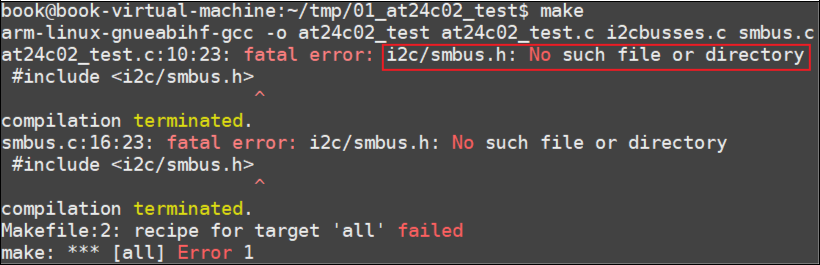 book@book-virtual-machine:~/tmp/01_at24c02_test$ make
arm-linux-gnueabihf-gcc -o at24c02_test at24c02_test.c i2cbusses.c smbus.c
at24c02_test.c:10:23: fatal error: i2c/smbus.h: No such file or directory
 #include <i2c/smbus.h>
                       ^
compilation terminated.
smbus.c:16:23: fatal error: i2c/smbus.h: No such file or directory
 #include <i2c/smbus.h>
                       ^
compilation terminated.
Makefile:2: recipe for target 'all' failed
make: *** [all] Error 1